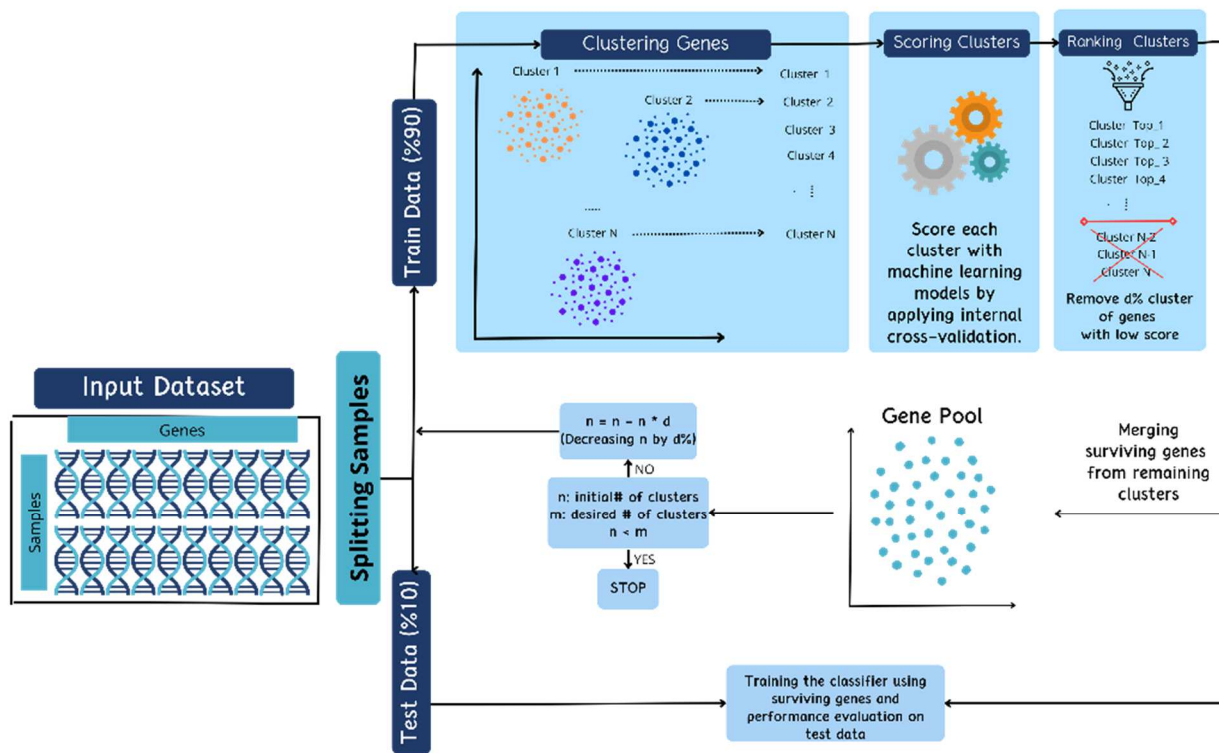 Input Dataset
Genes
Samples
Splitting Samples
Train Data (%90)
Test Data (%10)
Clustering Genes
Cluster 1
Cluster 1
Cluster 2
Cluster 2
Cluster 3
Cluster 4
.....
Cluster N
Cluster N
Scoring Clusters
Score each
cluster with
machine learning
models by
applying internal
cross-validation.
Ranking Clusters
Cluster Top_1
Cluster Top_2
Cluster Top_3
Cluster Top_4
Cluster N-2
Cluster N-1
Cluster N
Remove d% cluster
of genes
with low score
Merging
surviving genes
from remaining
clusters
Gene Pool
n = n - n * d
(Decreasing n by d%)
NO
n: initial# of clusters
m: desired # of clusters
n < m
YES
STOP
Training the classifier using
surviving genes and
performance evaluation on
test data